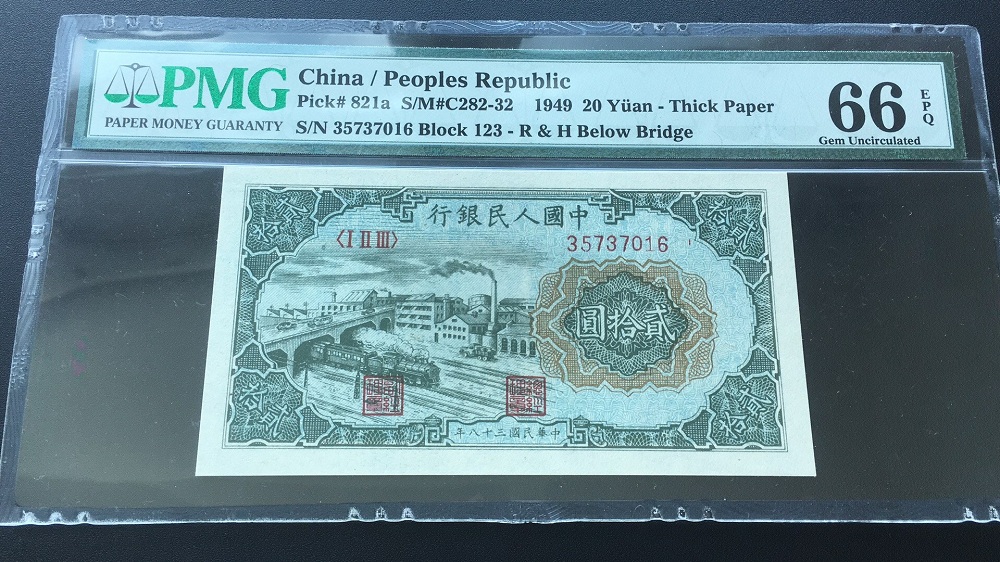 PMG
PAPER MONEY GUARANTY
China / Peoples Republic
Pick# 821a S/M#C282-32 1949 20 Yüan - Thick Paper
S/N 35737016 Block 123 - R & H Below Bridge
66 EPQ
Gem Uncirculated
行銀民人國中
〈I II III〉
35737016
圓拾貳
年八十三國民華中
貳拾
貳拾
貳拾
貳拾